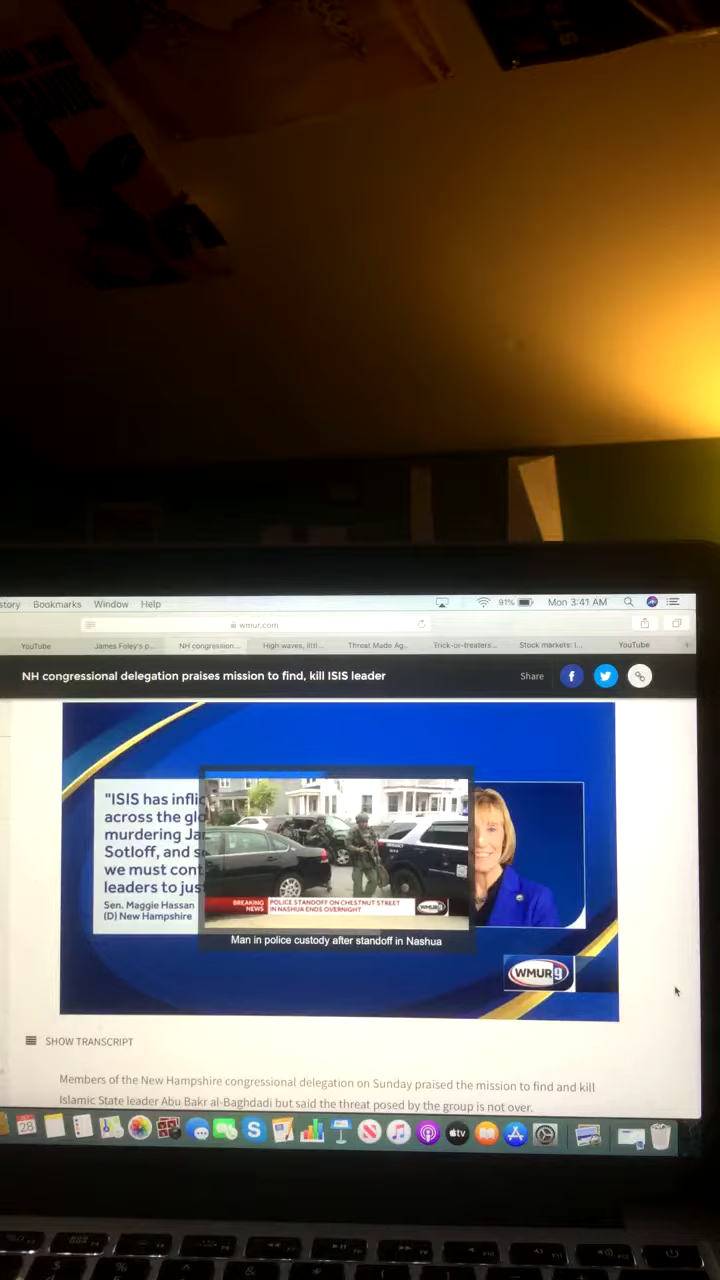 story Bookmarks Window Help 91% Mon 3:41 AM
wmur.com
YouTube James Foley's p... NH congression... High waves, littl... Threat Made Ag... Trick-or-treaters... Stock markets: I... YouTube
NH congressional delegation praises mission to find, kill ISIS leader Share
"ISIS has inflic
across the glo
murdering Jar
Sotloff, and s
we must cont
leaders to just
Sen. Maggie Hassan
(D) New Hampshire
BREAKING
NEWS
POLICE STANDOFF ON CHESTNUT STREET
IN NASHUA ENDS OVERNIGHT
WMUR9
Man in police custody after standoff in Nashua
WMUR9
SHOW TRANSCRIPT
Members of the New Hampshire congressional delegation on Sunday praised the mission to find and kill
Islamic State leader Abu Bakr al-Baghdadi but said the threat posed by the group is not over.
28
tv